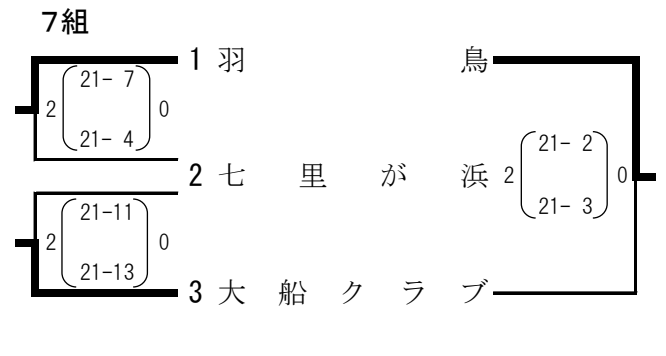 7組
1 羽鳥
2 ( 21- 7 21- 4 ) 0
2 七里が浜
2 ( 21- 2 21- 3 ) 0
2 ( 21-11 21-13 ) 0
3 大船クラブ